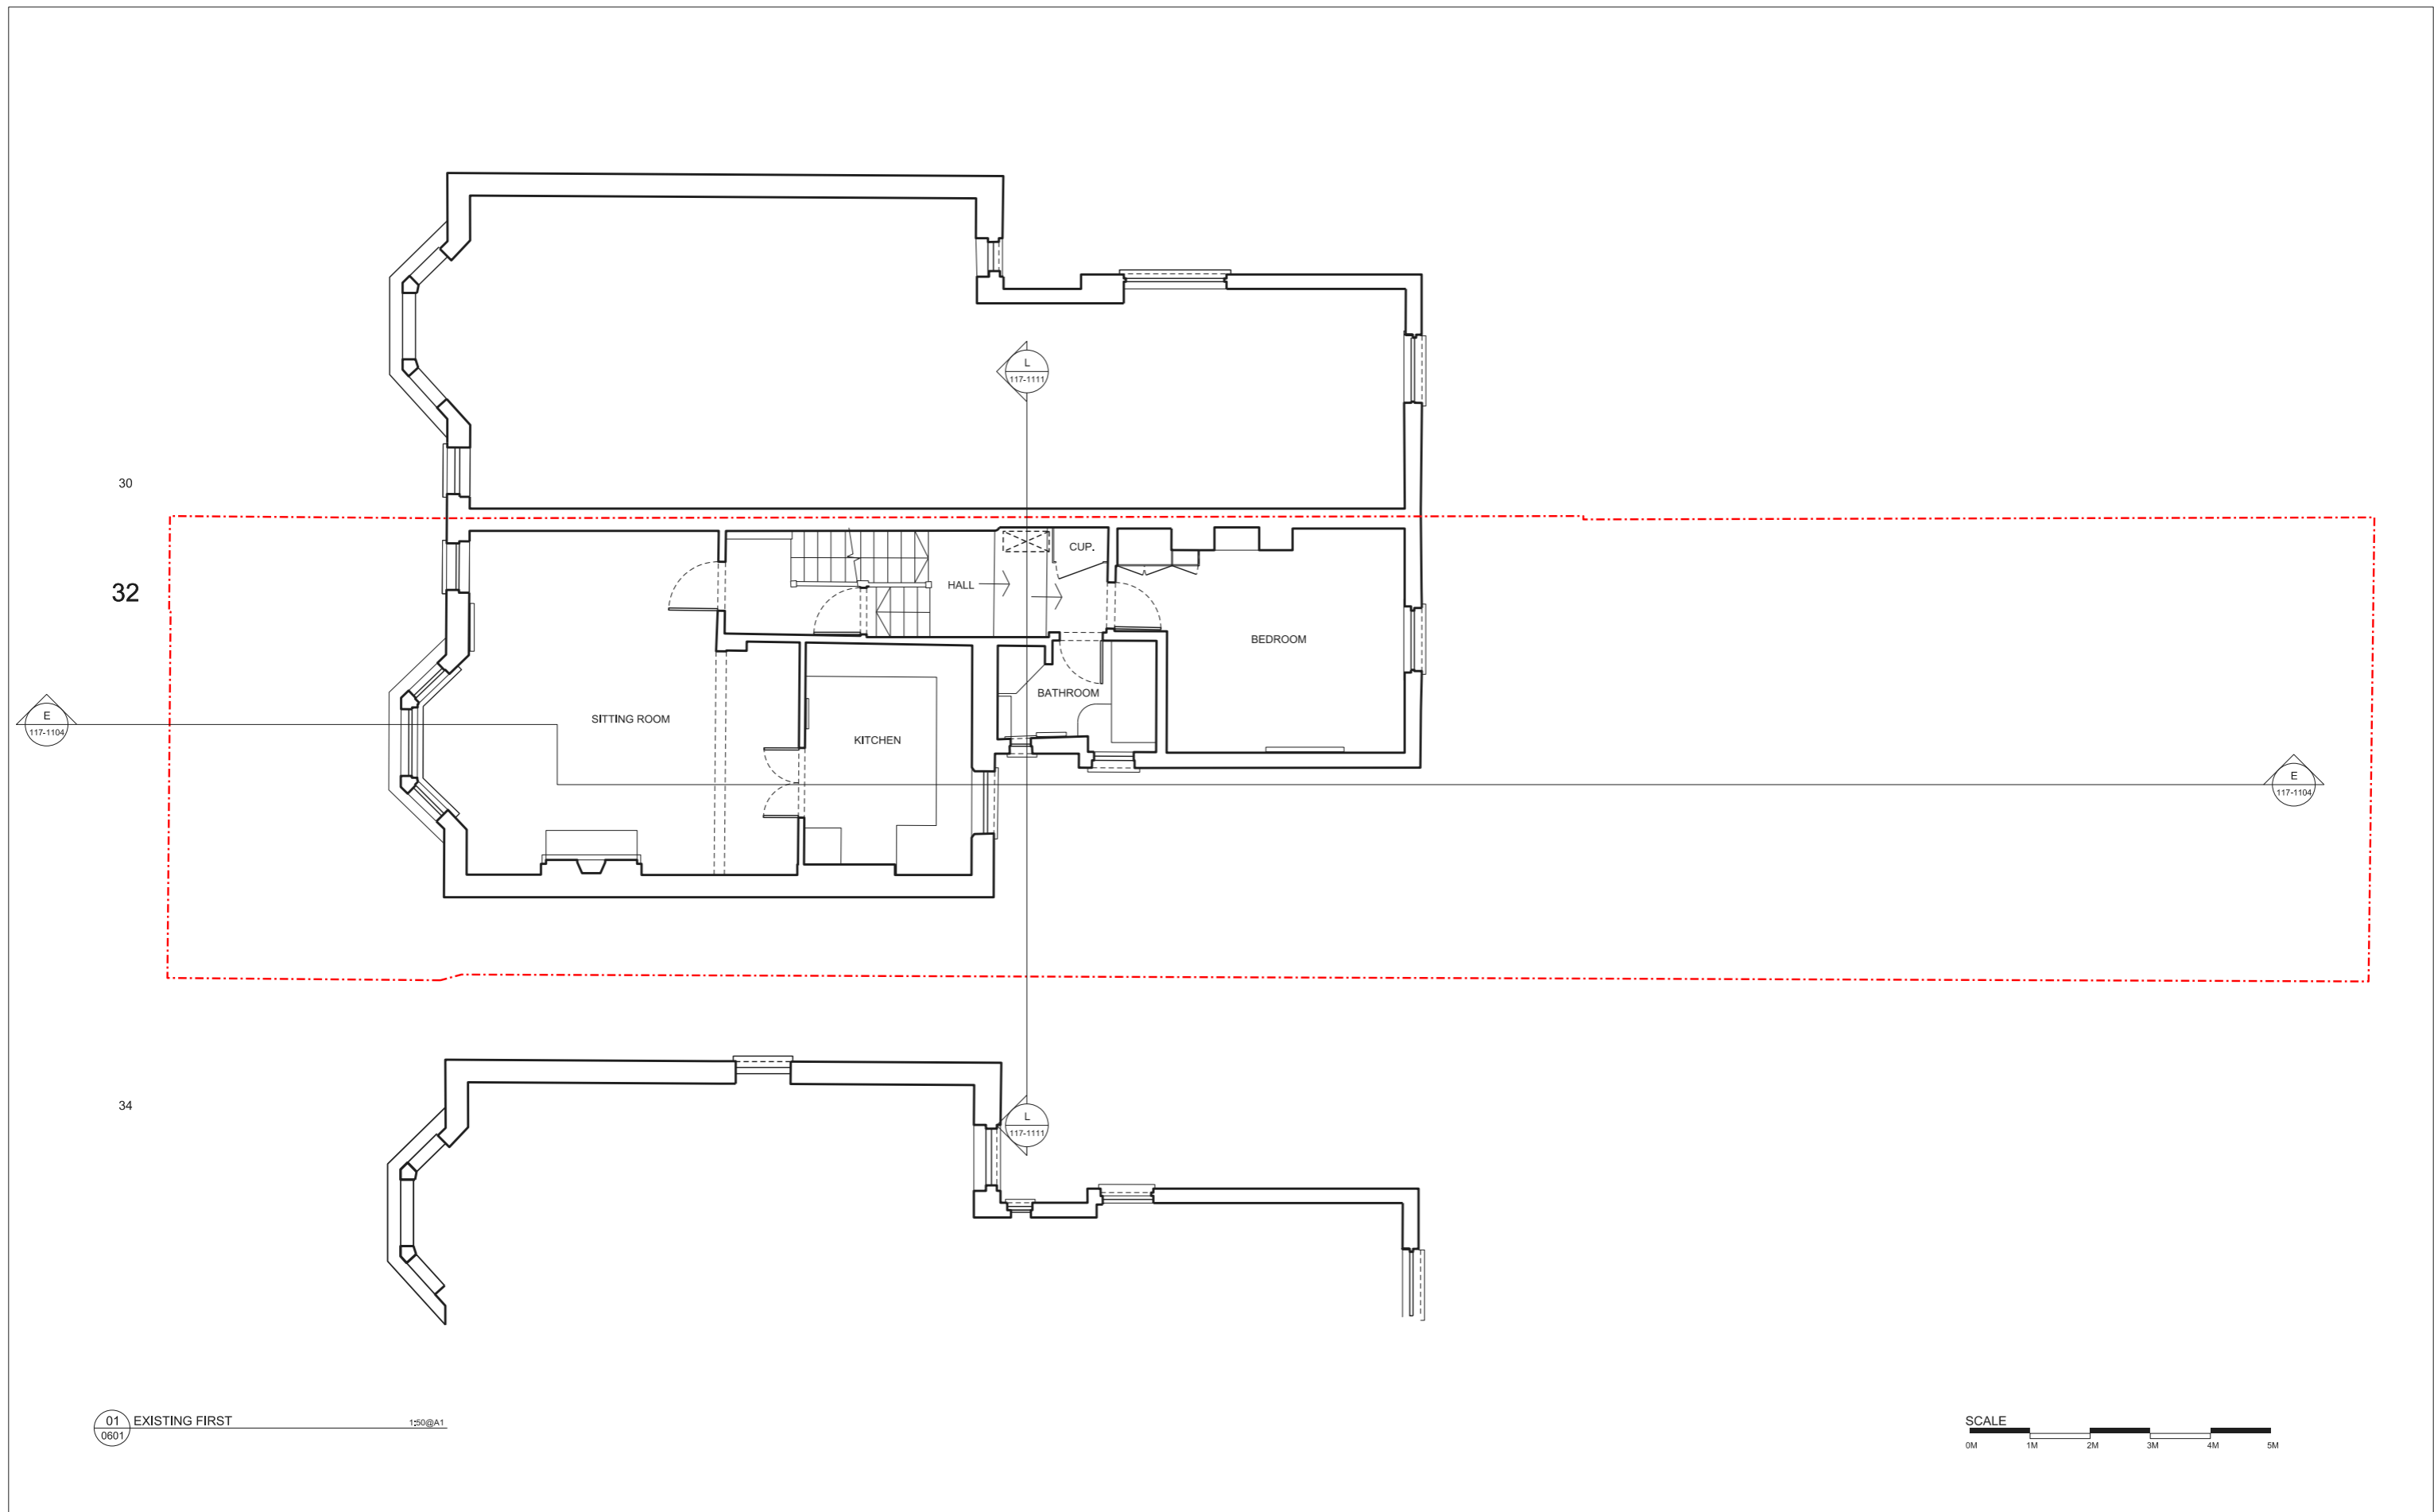 L
117-1111
30
CUP.
32
HALL
BEDROOM
BATHROOM
SITTING ROOM
E
117-1104
KITCHEN
E
117-1104
34
L
117-1111
01
0601
EXISTING FIRST
1:50@A1
SCALE
0M 1M 2M 3M 4M 5M